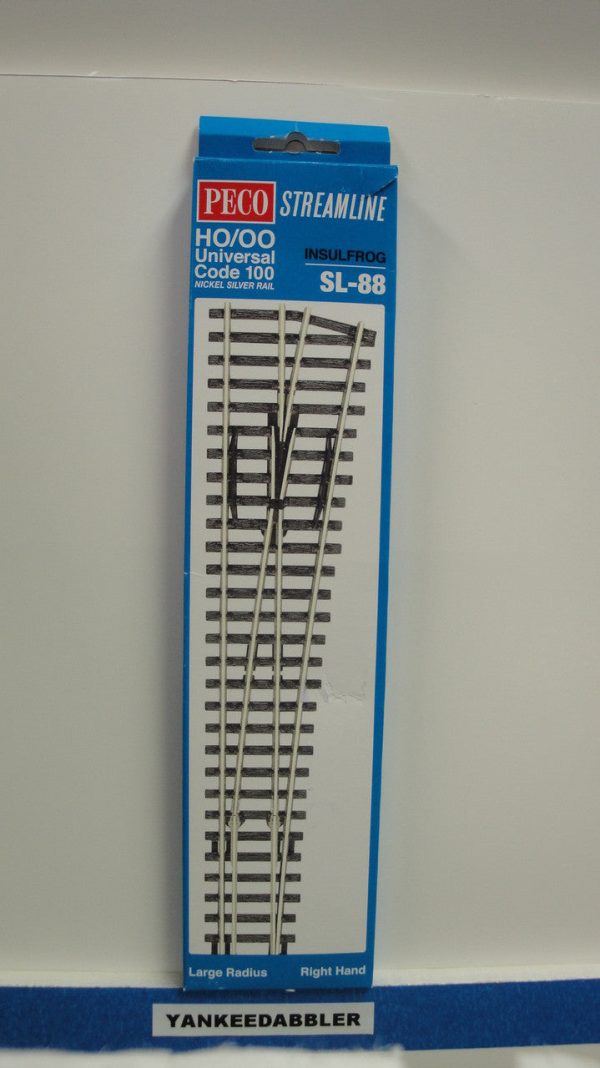 PECO STREAMLINE
HO/OO
Universal
Code 100
NICKEL SILVER RAIL
INSULFROG
SL-88
Large Radius Right Hand
YANKEEDABBLER